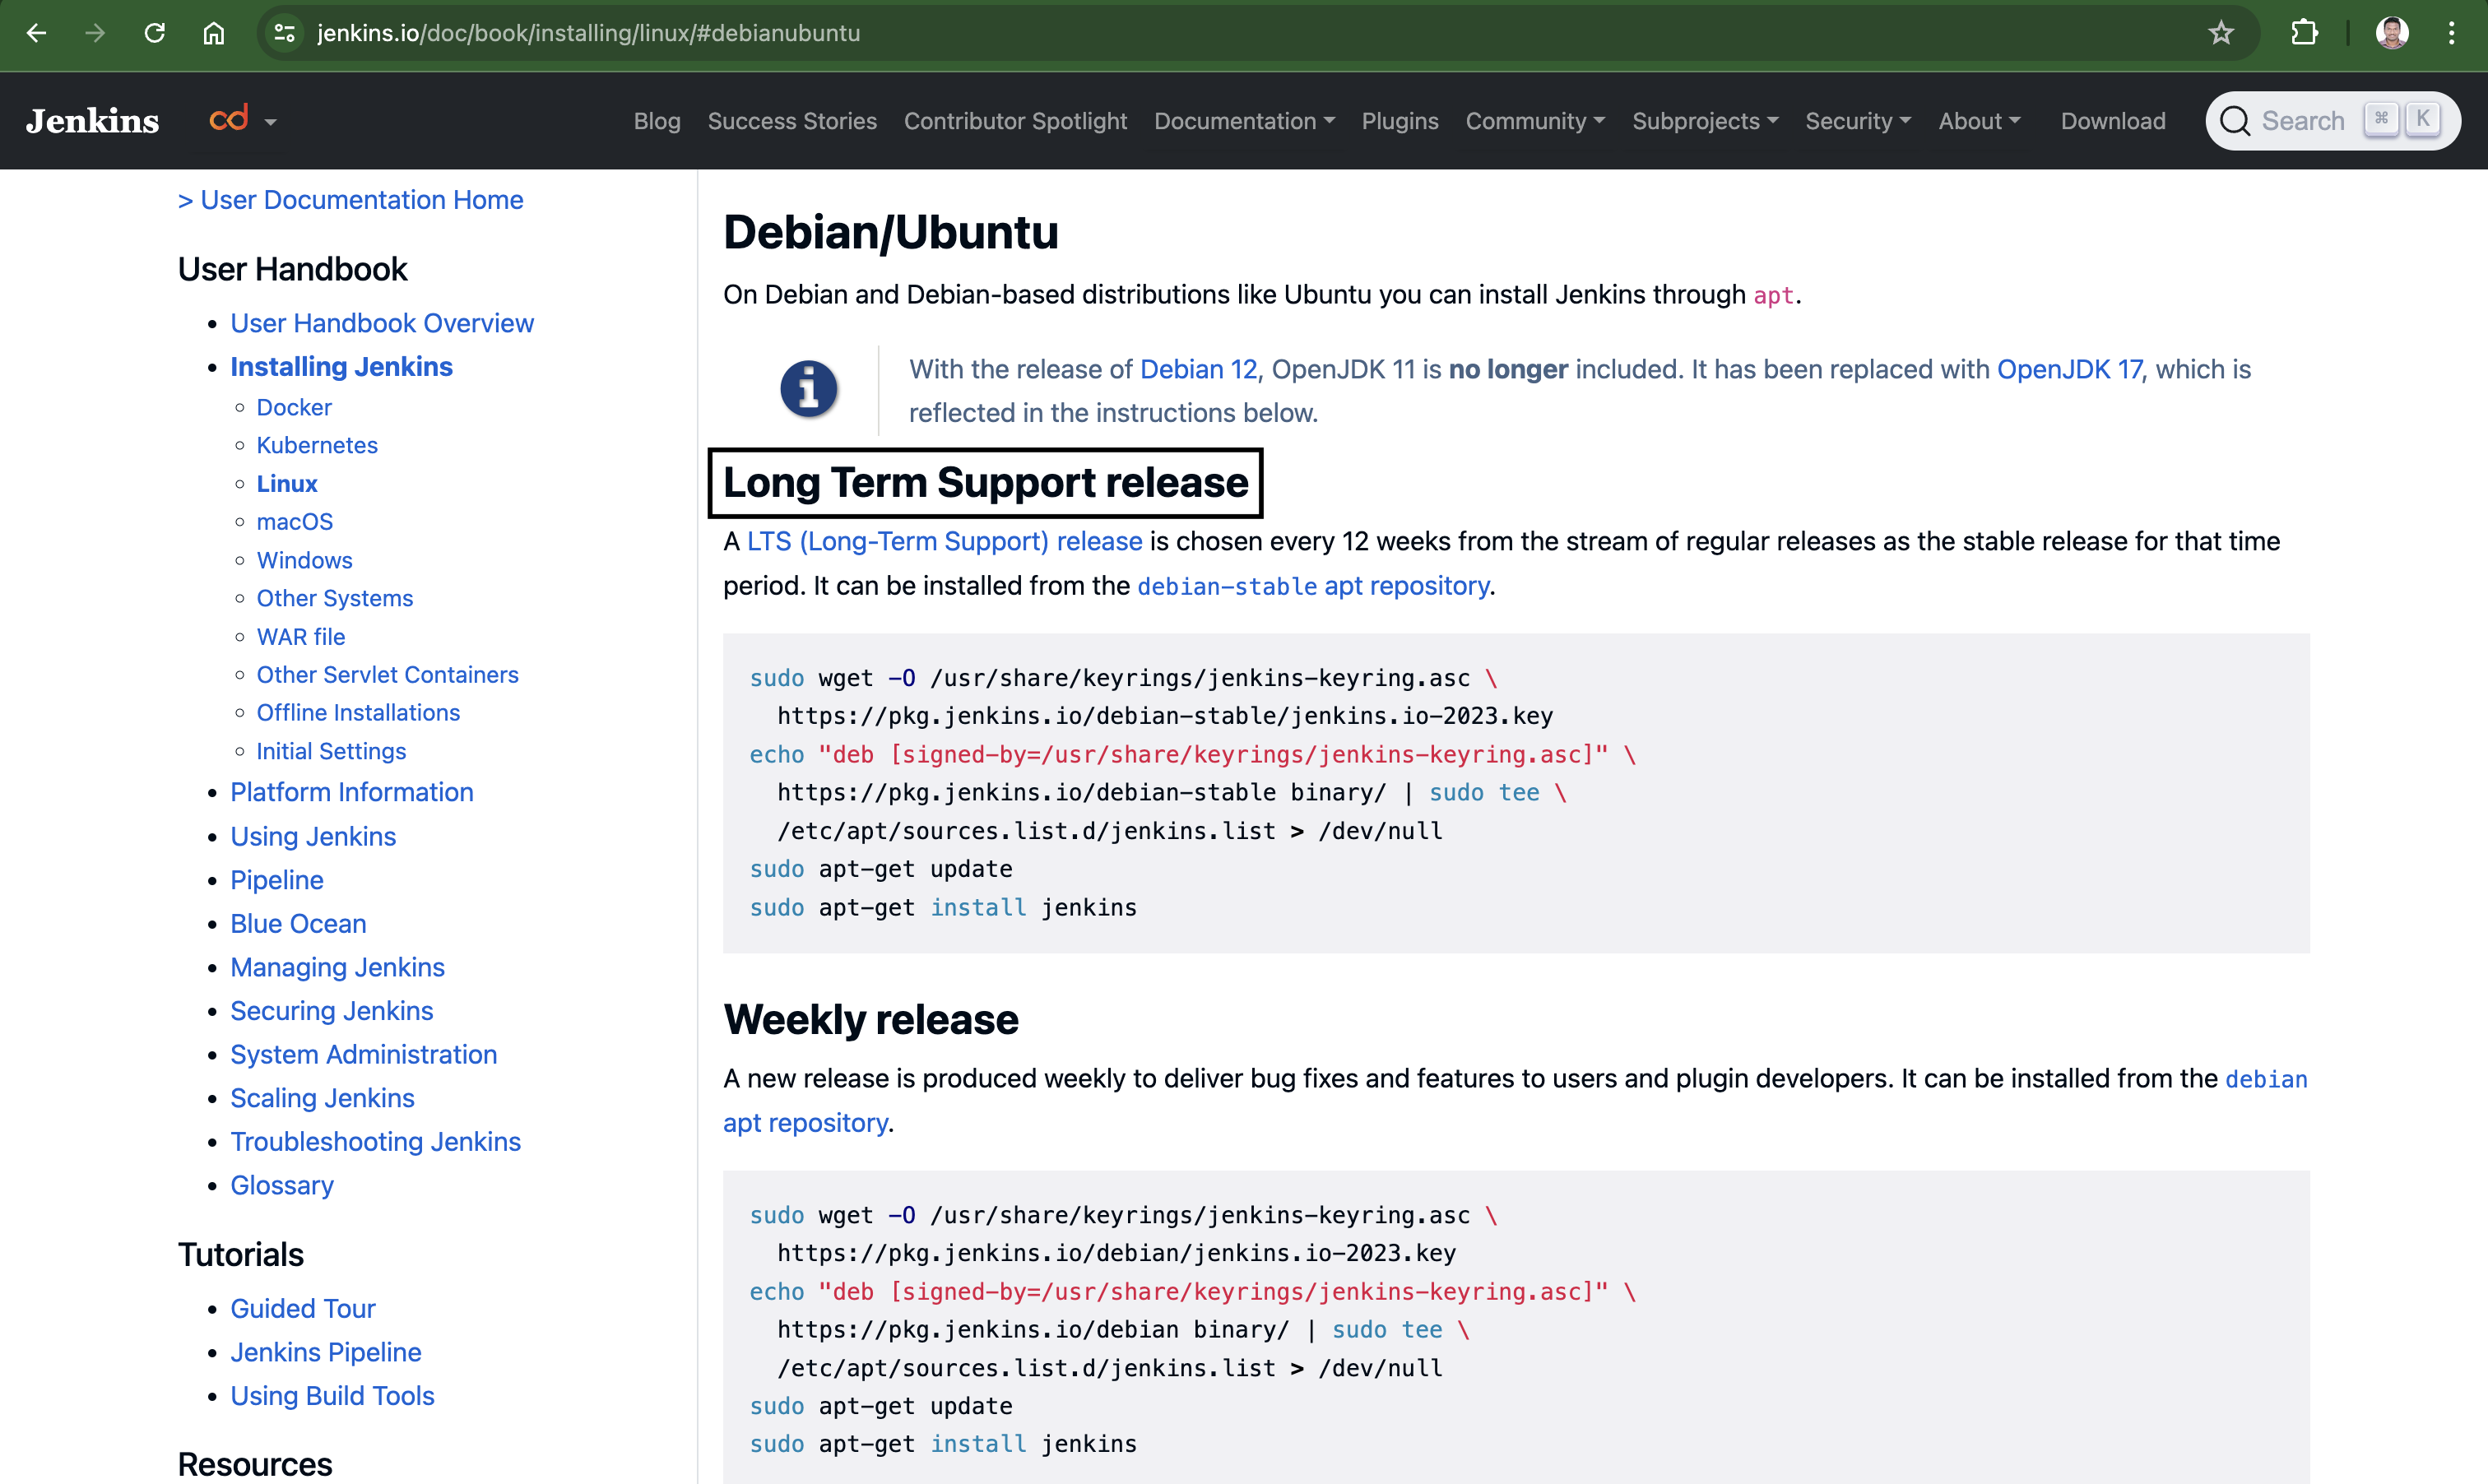 jenkins.io/doc/book/installing/linux/#debianubuntu
Jenkins cd Blog Success Stories Contributor Spotlight Documentation Plugins Community Subprojects Security About Download Search ⌘ K
> User Documentation Home
User Handbook
User Handbook Overview
Installing Jenkins
Docker
Kubernetes
Linux
macOS
Windows
Other Systems
WAR file
Other Servlet Containers
Offline Installations
Initial Settings
Platform Information
Using Jenkins
Pipeline
Blue Ocean
Managing Jenkins
Securing Jenkins
System Administration
Scaling Jenkins
Troubleshooting Jenkins
Glossary
Tutorials
Guided Tour
Jenkins Pipeline
Using Build Tools
Resources
Debian/Ubuntu
On Debian and Debian-based distributions like Ubuntu you can install Jenkins through apt.
With the release of Debian 12, OpenJDK 11 is no longer included. It has been replaced with OpenJDK 17, which is
reflected in the instructions below.
Long Term Support release
A LTS (Long-Term Support) release is chosen every 12 weeks from the stream of regular releases as the stable release for that time
period. It can be installed from the debian-stable apt repository.
sudo wget -O /usr/share/keyrings/jenkins-keyring.asc \
https://pkg.jenkins.io/debian-stable/jenkins.io-2023.key
echo "deb [signed-by=/usr/share/keyrings/jenkins-keyring.asc]" \
https://pkg.jenkins.io/debian-stable binary/ | sudo tee \
/etc/apt/sources.list.d/jenkins.list > /dev/null
sudo apt-get update
sudo apt-get install jenkins
Weekly release
A new release is produced weekly to deliver bug fixes and features to users and plugin developers. It can be installed from the debian
apt repository.
sudo wget -O /usr/share/keyrings/jenkins-keyring.asc \
https://pkg.jenkins.io/debian/jenkins.io-2023.key
echo "deb [signed-by=/usr/share/keyrings/jenkins-keyring.asc]" \
https://pkg.jenkins.io/debian binary/ | sudo tee \
/etc/apt/sources.list.d/jenkins.list > /dev/null
sudo apt-get update
sudo apt-get install jenkins